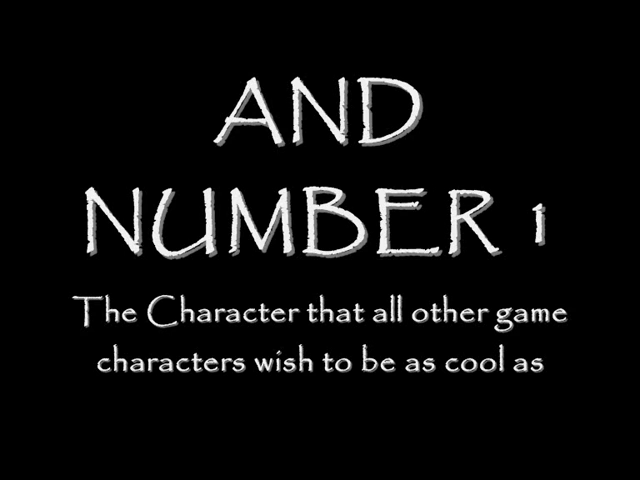 AND
NUMBER 1
The Character that all other game
characters wish to be as cool as